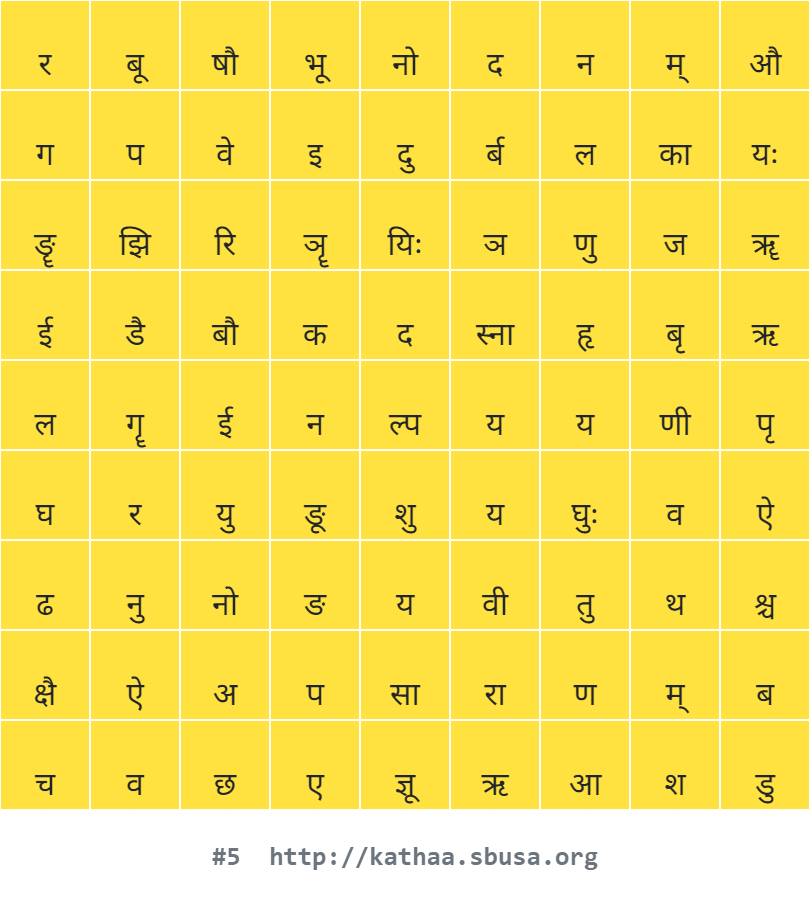 र बू षौ भू नो द न म् औ
ग प वे इ दु र्ब ल का यः
ङॄ झि रि ञॄ यिः ञ णु ज ॠ
ई डै बौ क द स्ना हृ बृ ऋ
ल गॄ ई न ल्प य य णी पृ
घ र यु ङू शु य घुः व ऐ
ढ नु नो ङ य वी तु थ श्च
क्षै ऐ अ प सा रा ण म् ब
च व छ ए ज्ञू ऋ आ श डु
#5 http://kathaa.sbusa.org